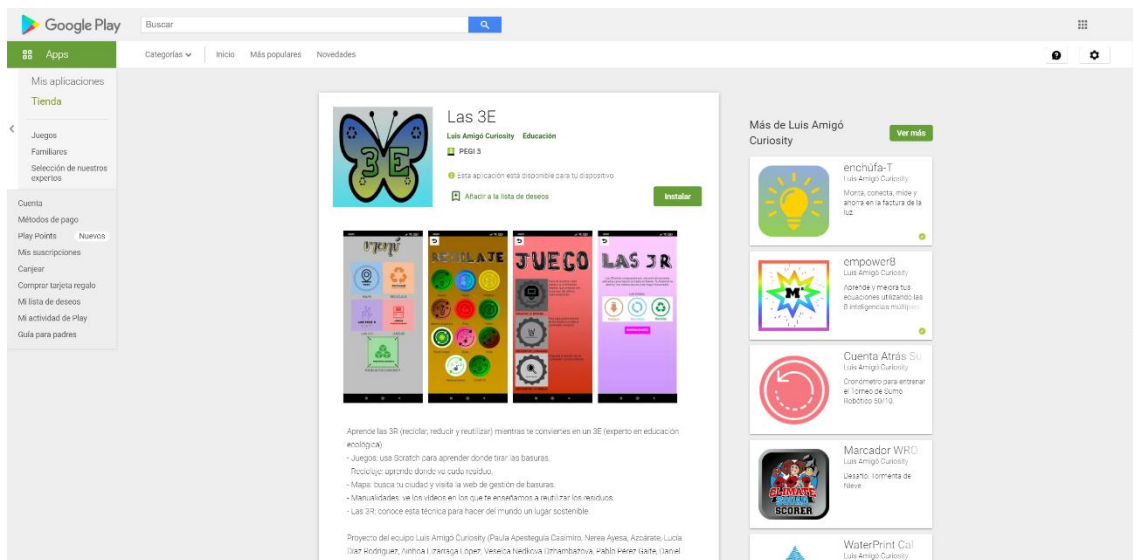 Google Play
Buscar
Apps
Categorías
Inicio
Más populares
Novedades
Mis aplicaciones
Tienda
Juegos
Familiares
Selección de nuestros
expertos
Cuenta
Métodos de pago
Play Points Nuevos
Mis suscripciones
Canjear
Comprar tarjeta regalo
Mi lista de deseos
Mi actividad de Play
Guía para padres
3E
Las 3E
Luis Amigó Curiosity Educación
PEGI 3
Esta aplicación está disponible para tu dispositivo
Añadir a la lista de deseos
Instalar
menú
RECICLAJE
JUEGO
LAS 3R
Aprende las 3R (reciclar, reducir y reutilizar) mientras te conviertes en un 3E (experto en educación
ecológica)
- Juegos: usa Scratch para aprender donde tirar las basuras.
Reciclaje: aprende donde va cada residuo.
- Mapa: busca tu ciudad y visita la web de gestión de basuras.
- Manualidades: ve los vídeos en los que te enseñamos a reutilizar los residuos
- Las 3R: conoce esta técnica para hacer del mundo un lugar sostenible
Proyecto del equipo Luis Amigó Curiosity (Paula Apesteguia Casimiro, Nerea Ayesa, Azcárate, Lucía
Díaz Rodríguez, Ainhoa Lizarraga López, Veselca Nedkova Dzhambazova, Pablo Pérez Gaite, Daniel
Más de Luis Amigó
Curiosity
Ver más
enchúfa-T
Luis Amigó Curiosity
Monta, conecta, mide y
ahorra en la factura de la
luz.
M
empower8
Luis Amigó Curiosity
Aprende y mejora tus
ecuaciones utilizando las
8 inteligencias múltiples
Cuenta Atrás Su
Luis Amigó Curiosity
Cronómetro para entrenar
el Torneo de Sumo
Robótico 50/10.
CLIMATE
SQUAD
SCORER
Marcador WRO
Luis Amigó Curiosity
Desafío. Tormenta de
Nieve
WaterPrint Cal
Luis Amigó Curiosity